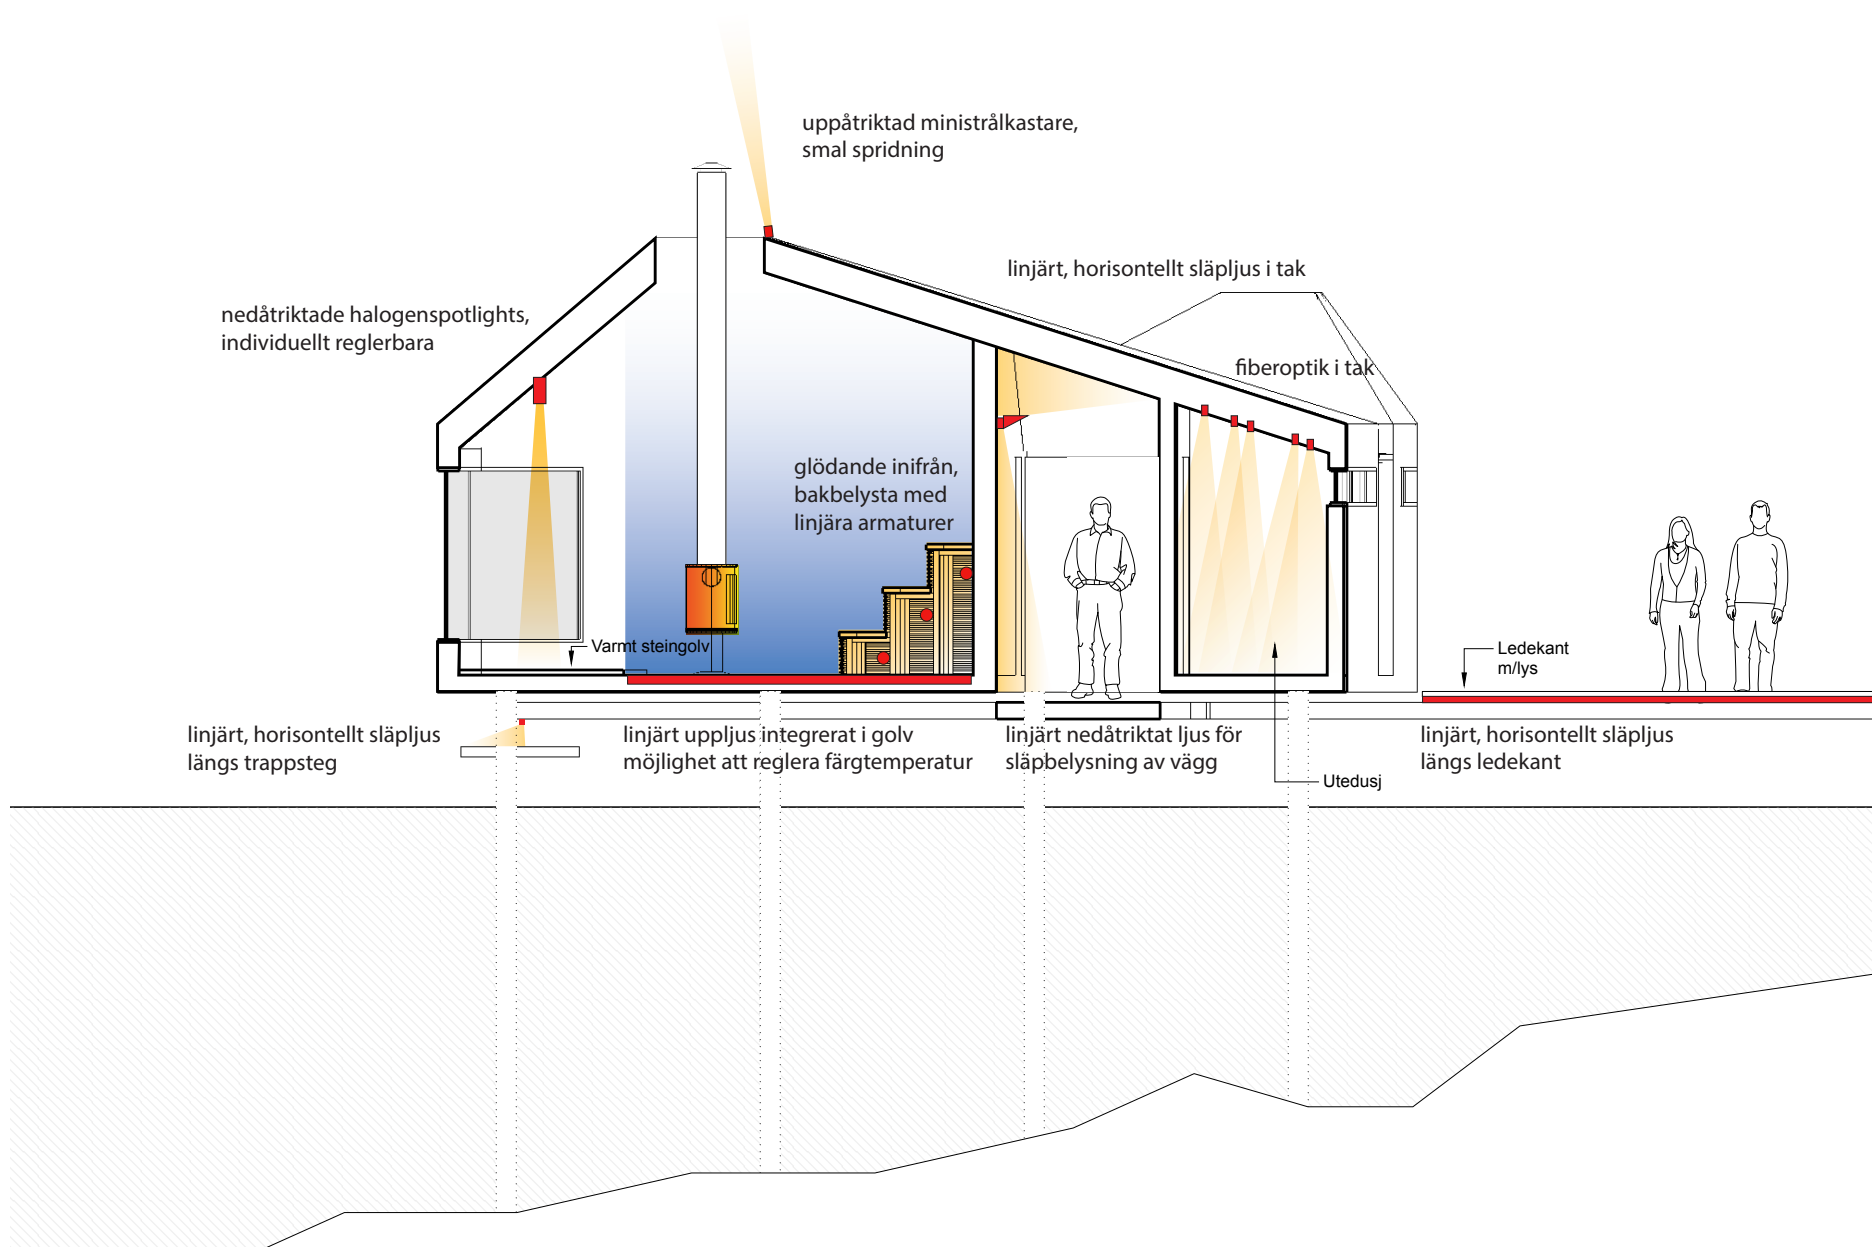 uppåtriktad ministrålkastare,
smal spridning
linjärt, horisontellt släpljus i tak
nedåtriktade halogenspotlights,
individuellt reglerbara
fiberoptik i tak
glödande inifrån,
bakbelysta med
linjära armaturer
Varmt steingolv
Ledekant
m/lys
linjärt, horisontellt släpljus
längs trappsteg
linjärt uppljus integrerat i golv
möjlighet att reglera färgtemperatur
linjärt nedåtriktat ljus för
släpbelysning av vägg
linjärt, horisontellt släpljus
längs ledekant
Utedusj